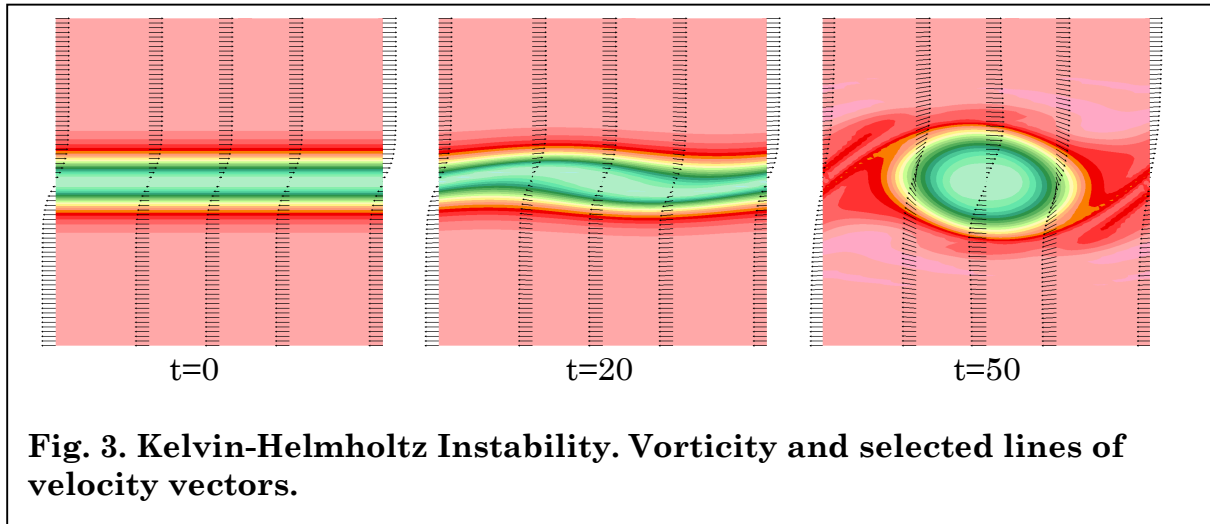 t=0 t=20 t=50
Fig. 3. Kelvin-Helmholtz Instability. Vorticity and selected lines of
velocity vectors.